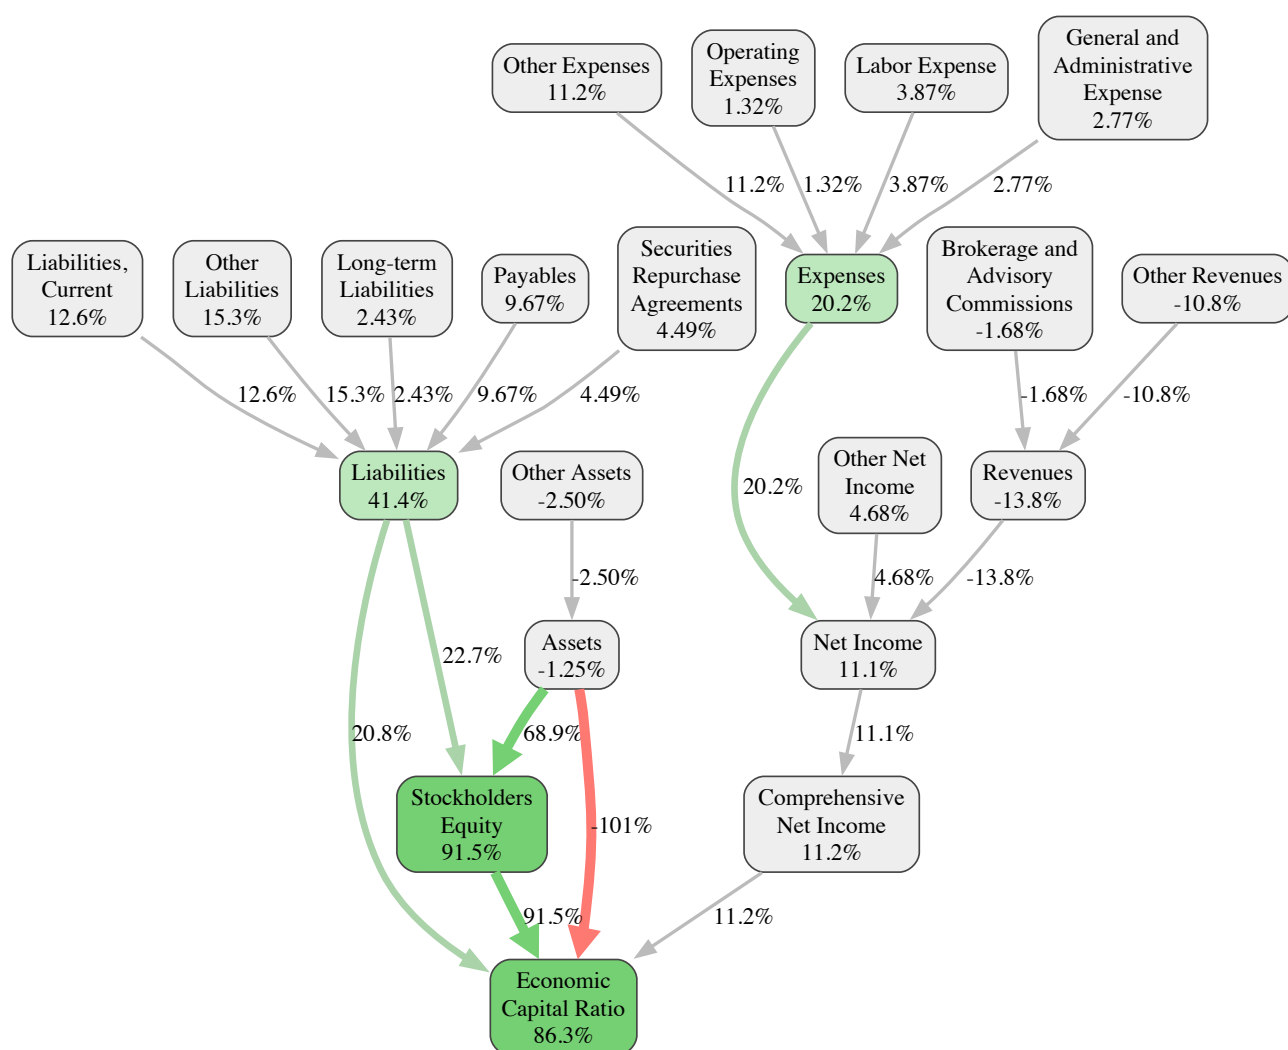 General and
Administrative
Expense
2.77%
Operating
Expenses
1.32%
Other Expenses
11.2%
Labor Expense
3.87%
11.2%
1.32%
3.87%
2.77%
Liabilities,
Current
12.6%
Other
Liabilities
15.3%
Long-term
Liabilities
2.43%
Payables
9.67%
Securities
Repurchase
Agreements
4.49%
Expenses
20.2%
Brokerage and
Advisory
Commissions
-1.68%
Other Revenues
-10.8%
12.6%
15.3%
2.43%
9.67%
4.49%
-1.68%
-10.8%
Liabilities
41.4%
Other Assets
-2.50%
20.2%
Other Net
Income
4.68%
Revenues
-13.8%
-2.50%
4.68%
-13.8%
22.7%
Assets
-1.25%
Net Income
11.1%
20.8%
68.9%
11.1%
Stockholders
Equity
91.5%
-101%
Comprehensive
Net Income
11.2%
91.5%
11.2%
Economic
Capital Ratio
86.3%